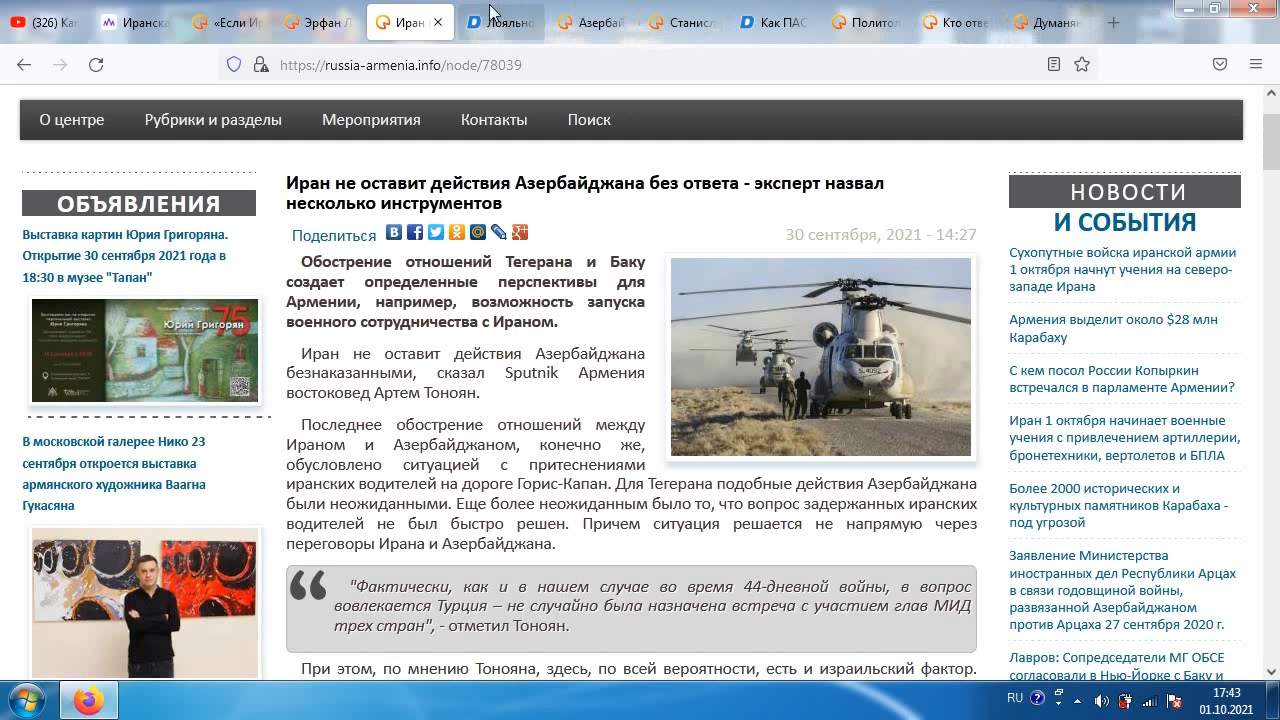 (326)
Иранска
«Если Ир
Эрфан
Иран
Азербай
Станисл
Как ПАС
Политол
Кто отве
Думаня
https://russia-armenia.info/node/78039
О центре
Рубрики и разделы
Мероприятия
Контакты
Поиск
ОБЪЯВЛЕНИЯ
Выставка картин Юрия Григоряна.
Открытие 30 сентября 2021 года в
18:30 в музее "Тапан"
75
Юрий Григорян
В московской галерее Нико 23
сентября откроется выставка
армянского художника Ваагна
Гукасяна
Иран не оставит действия Азербайджана без ответа - эксперт назвал
несколько инструментов
Поделиться
30 сентября, 2021 - 14:27
Обострение отношений Тегерана и Баку
создает определенные перспективы для
Армении, например, возможность запуска
военного сотрудничества с Ираном.
Иран не оставит действия Азербайджана
безнаказанными, сказал Sputnik Армения
востоковед Артем Тоноян.
Последнее обострение отношений между
Ираном и Азербайджаном, конечно же,
обусловлено ситуацией с притеснениями
иранских водителей на дороге Горис-Капан. Для Тегерана подобные действия Азербайджана
были неожиданными. Еще более неожиданным было то, что вопрос задержанных иранских
водителей не был быстро решен. Причем ситуация решается не напрямую через
переговоры Ирана и Азербайджана.
"Фактически, как и в нашем случае во время 44-дневной войны, в вопрос
вовлекается Турция – не случайно была назначена встреча с участием глав МИД
трех стран", - отметил Тоноян.
При этом, по мнению Тонояна, здесь, по всей вероятности, есть и израильский фактор.
НОВОСТИ
И СОБЫТИЯ
Сухопутные войска иранской армии
1 октября начнут учения на северо-
западе Ирана
Армения выделит около $28 млн
Карабаху
С кем посол России Копыркин
встречался в парламенте Армении?
Иран 1 октября начинает военные
учения с привлечением артиллерии,
бронетехники, вертолетов и БПЛА
Более 2000 исторических и
культурных памятников Карабаха -
под угрозой
Заявление Министерства
иностранных дел Республики Арцах
в связи годовщиной войны,
развязанной Азербайджаном
против Арцаха 27 сентября 2020 г.
Лавров: Сопредседатели МГ ОБСЕ
согласовали в Нью-Йорке с Баку и
RU
17:43
01.10.2021